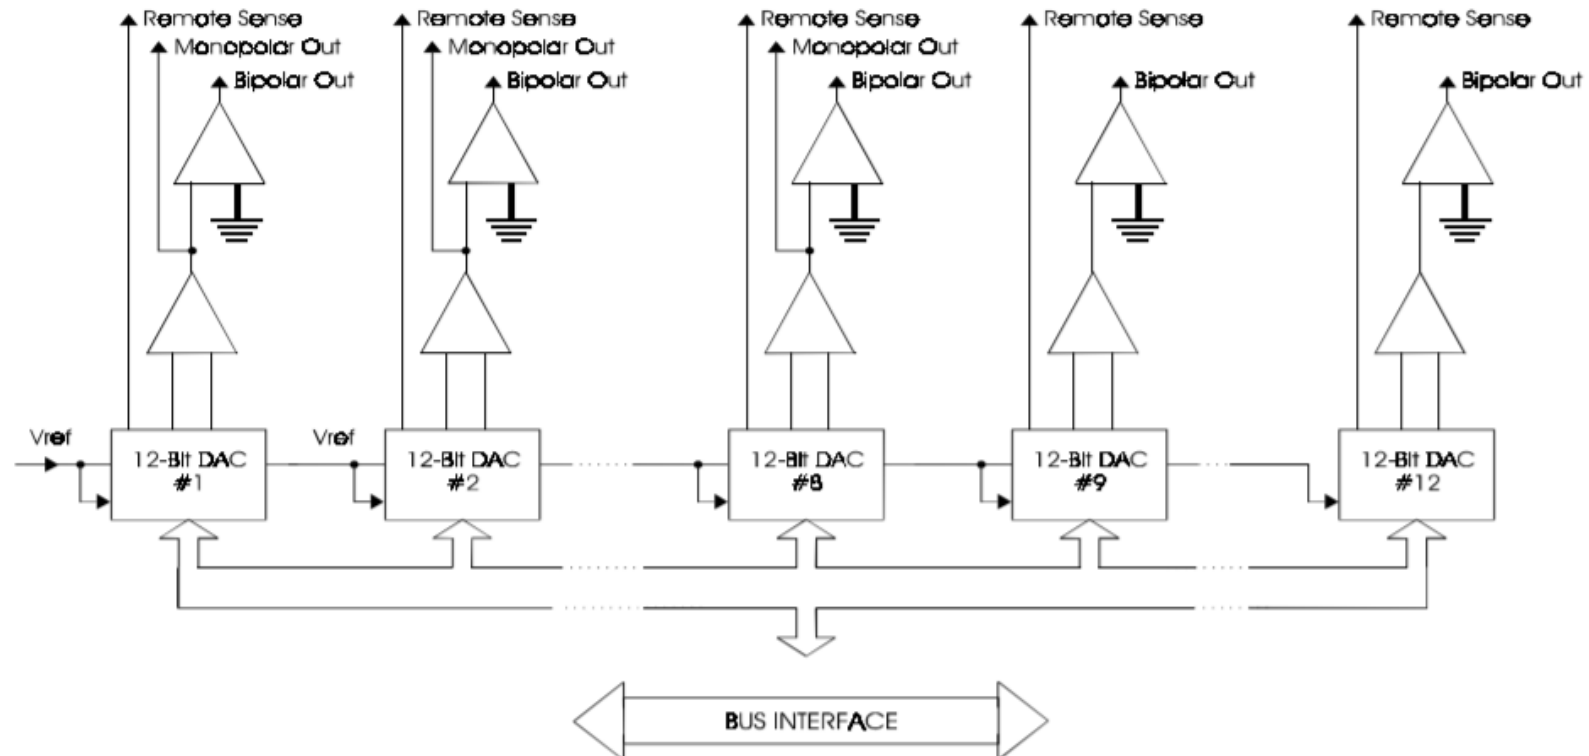 Remote Sense
Remote Sense
Remote Sense
Remote Sense
Remote Sense
Monopolar Out
Monopolar Out
Monopolar Out
Bipolar Out
Bipolar Out
Bipolar Out
Bipolar Out
Bipolar Out
Vref
Vref
12-Bit DAC
#1
12-Bit DAC
#2
12-Bit DAC
#8
12-Bit DAC
#9
12-Bit DAC
#12
BUS INTERFACE